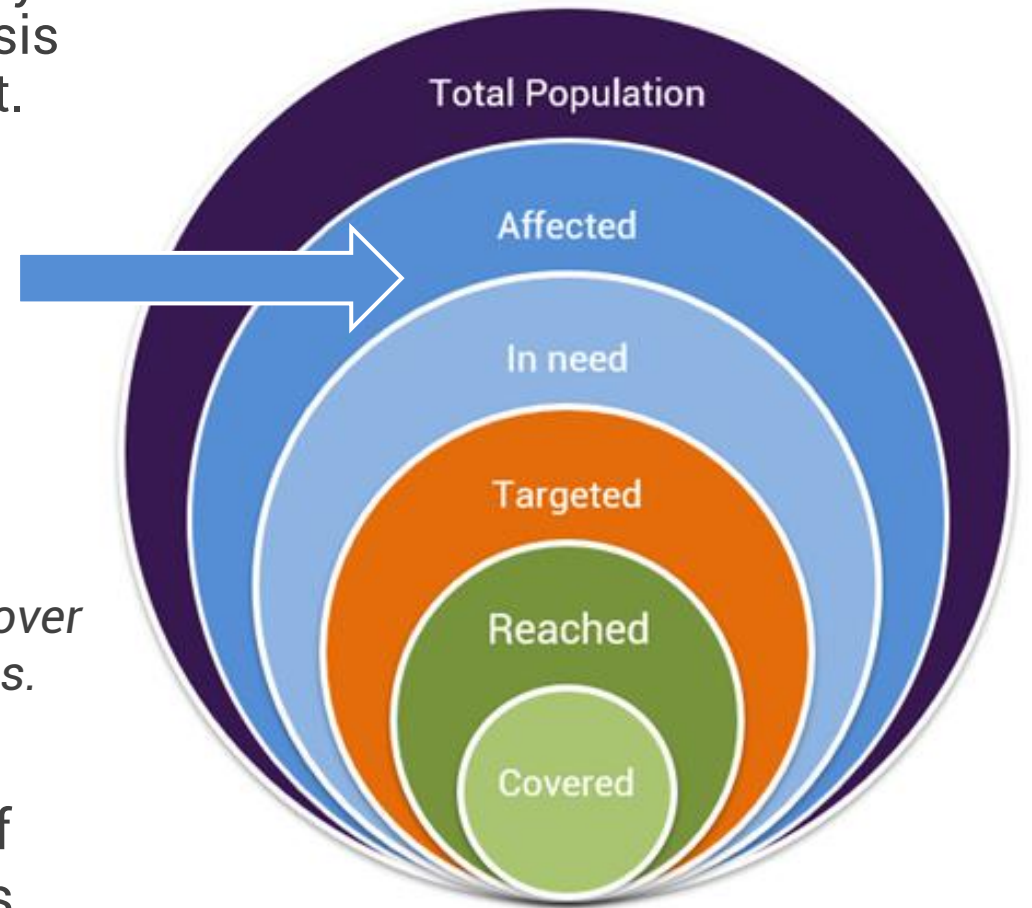 sis
t.
Total Population
Affected
In need
Targeted
over
s.
Reached
Covered
f
s